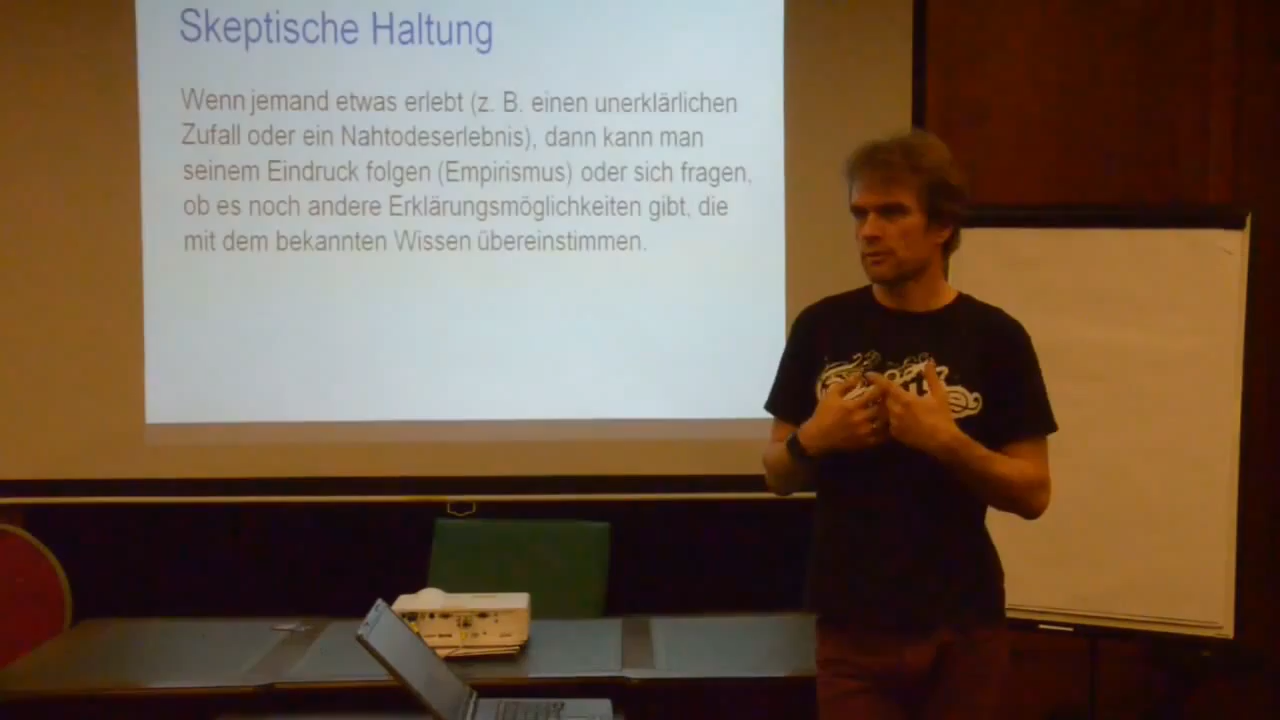 Skeptische Haltung
Wenn jemand etwas erlebt (z. B. einen unerklärlichen
Zufall oder ein Nahtodeserlebnis), dann kann man
seinem Eindruck folgen (Empirismus) oder sich fragen,
ob es noch andere Erklärungsmöglichkeiten gibt, die
mit dem bekannten Wissen übereinstimmen.